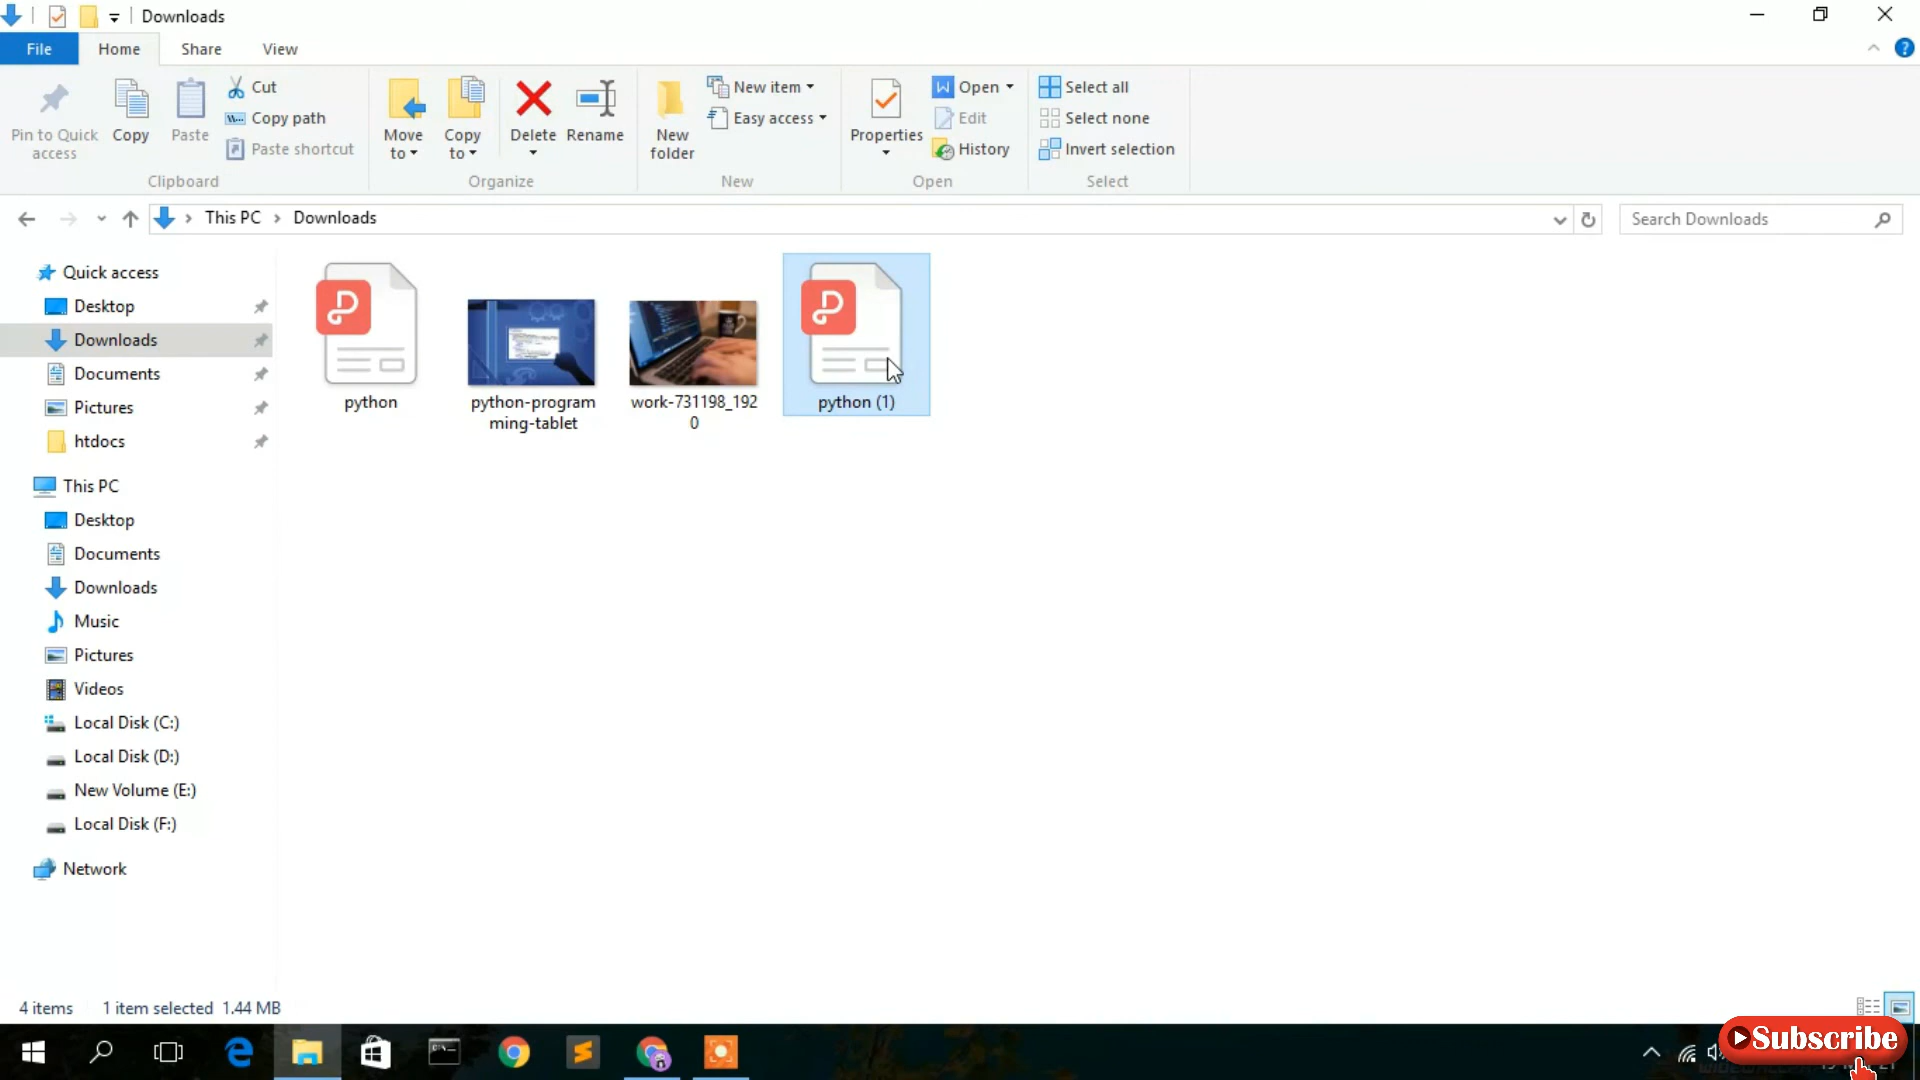 Downloads
File Home Share View
Pin to Quick access
Copy
Paste
Cut
Copy path
Paste shortcut
Clipboard
Move to
Copy to
Delete
Rename
Organize
New folder
New item
Easy access
New
Properties
Open
Edit
History
Open
Select all
Select none
Invert selection
Select
This PC > Downloads
Search Downloads
Quick access
Desktop
Downloads
Documents
Pictures
htdocs
This PC
Desktop
Documents
Downloads
Music
Pictures
Videos
Local Disk (C:)
Local Disk (D:)
New Volume (E:)
Local Disk (F:)
Network
python
python-program
ming-tablet
work-731198_192
0
python (1)
4 items 1 item selected 1.44 MB
Subscribe